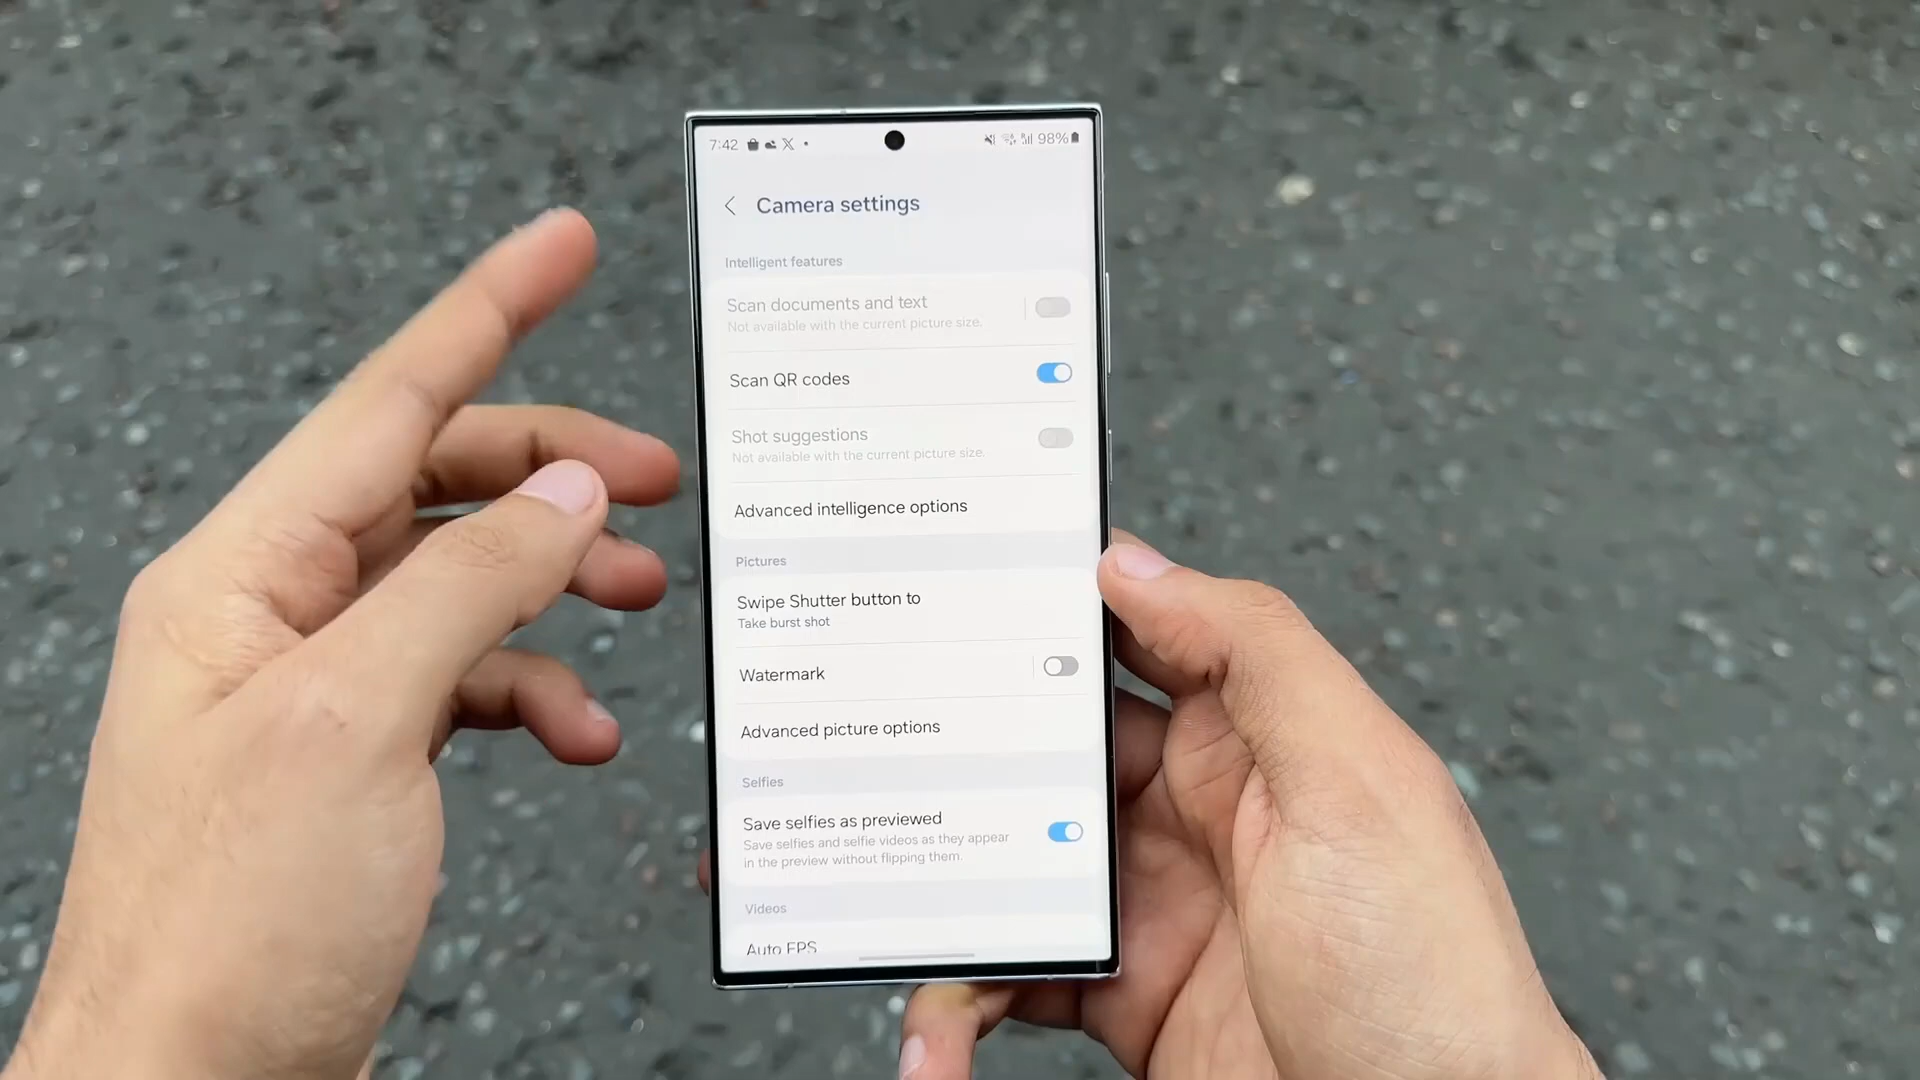 7:42 98%
Camera settings
Intelligent features
Scan documents and text
Not available with the current picture size.
Scan QR codes
Shot suggestions
Not available with the current picture size.
Advanced intelligence options
Pictures
Swipe Shutter button to
Take burst shot
Watermark
Advanced picture options
Selfies
Save selfies as previewed
Save selfies and selfie videos as they appear
in the preview without flipping them.
Videos
Auto FPS